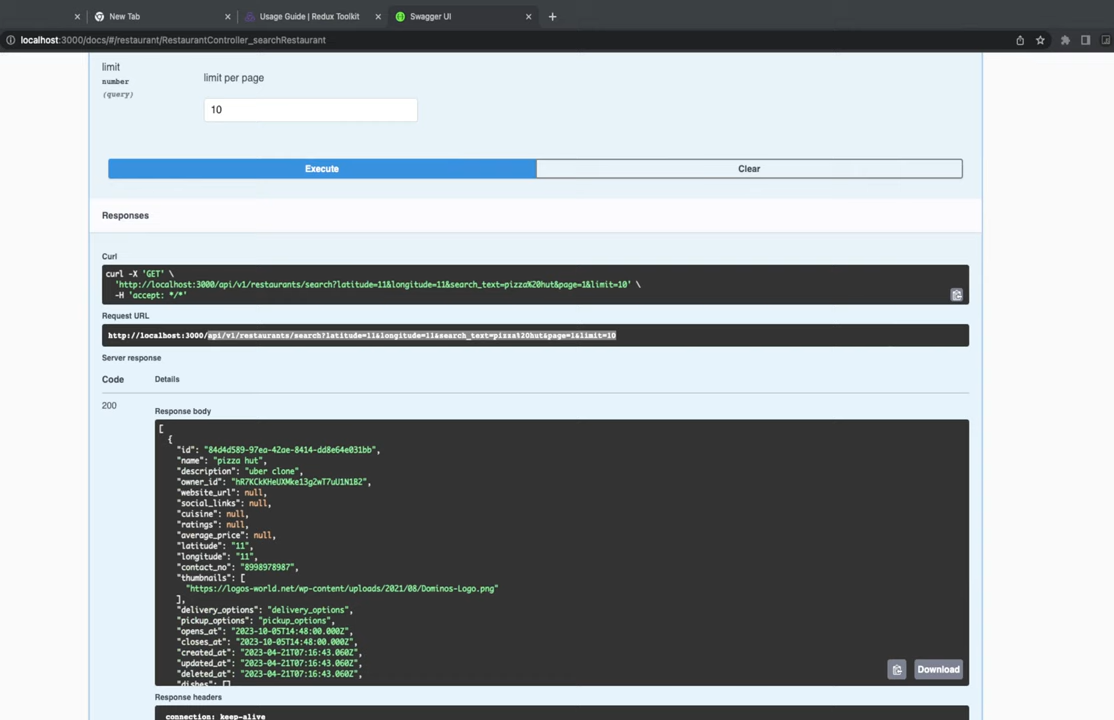 New Tab
Usage Guide | Redux Toolkit
Swagger UI
localhost:3000/docs/#/restaurant/RestaurantController_searchRestaurant
limit
number
(query)
limit per page
10
Execute
Clear
Responses
Curl
curl -X 'GET' \
'http://localhost:3000/api/v1/restaurants/search?latitude=11&longitude=11&search_text=pizza%20hut&page=1&limit=10' \
-H 'accept: */*'
Request URL
http://localhost:3000/api/v1/restaurants/search?latitude=11&longitude=11&search_text=pizza%20hut&page=1&limit=10
Server response
Code
Details
200
Response body
[
{
"id": "84d4d589-97ea-42ae-8414-dd8e64e031bb",
"name": "pizza hut",
"description": "uber clone",
"owner_id": "hR7KCkKHeUXMke13g2wT7uU1N1B2",
"website_url": null,
"social_links": null,
"cuisine": null,
"ratings": null,
"average_price": null,
"latitude": "11",
"longitude": "11",
"contact_no": "8998978987",
"thumbnails": [
"https://logos-world.net/wp-content/uploads/2021/08/Dominos-Logo.png"
],
"delivery_options": "delivery_options",
"pickup_options": "pickup_options",
"opens_at": "2023-10-05T14:48:00.000Z",
"closes_at": "2023-10-05T14:48:00.000Z",
"created_at": "2023-04-21T07:16:43.060Z",
"updated_at": "2023-04-21T07:16:43.060Z",
"deleted_at": "2023-04-21T07:16:43.060Z",
"dishes": []
Download
Response headers
connection: keep-alive